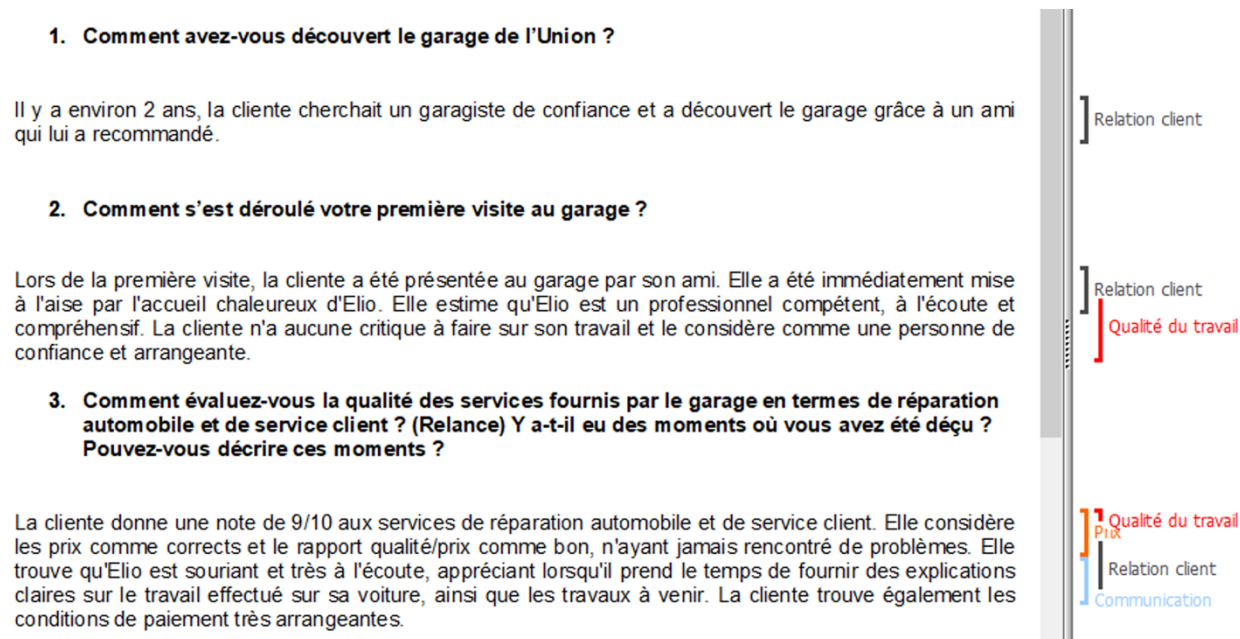 1. Comment avez-vous découvert le garage de l’Union ?
Il y a environ 2 ans, la cliente cherchait un garagiste de confiance et a découvert le garage grâce à un ami
qui lui a recommandé.
Relation client
2. Comment s’est déroulé votre première visite au garage ?
Lors de la première visite, la cliente a été présentée au garage par son ami. Elle a été immédiatement mise
à l'aise par l'accueil chaleureux d'Elio. Elle estime qu'Elio est un professionnel compétent, à l'écoute et
compréhensif. La cliente n'a aucune critique à faire sur son travail et le considère comme une personne de
confiance et arrangeante.
Relation client
Qualité du travail
3. Comment évaluez-vous la qualité des services fournis par le garage en termes de réparation
automobile et de service client ? (Relance) Y a-t-il eu des moments où vous avez été déçu ?
Pouvez-vous décrire ces moments ?
La cliente donne une note de 9/10 aux services de réparation automobile et de service client. Elle considère
les prix comme corrects et le rapport qualité/prix comme bon, n'ayant jamais rencontré de problèmes. Elle
trouve qu'Elio est souriant et très à l'écoute, appréciant lorsqu'il prend le temps de fournir des explications
claires sur le travail effectué sur sa voiture, ainsi que les travaux à venir. La cliente trouve également les
conditions de paiement très arrangeantes.
Qualité du travail
Prix
Relation client
Communication